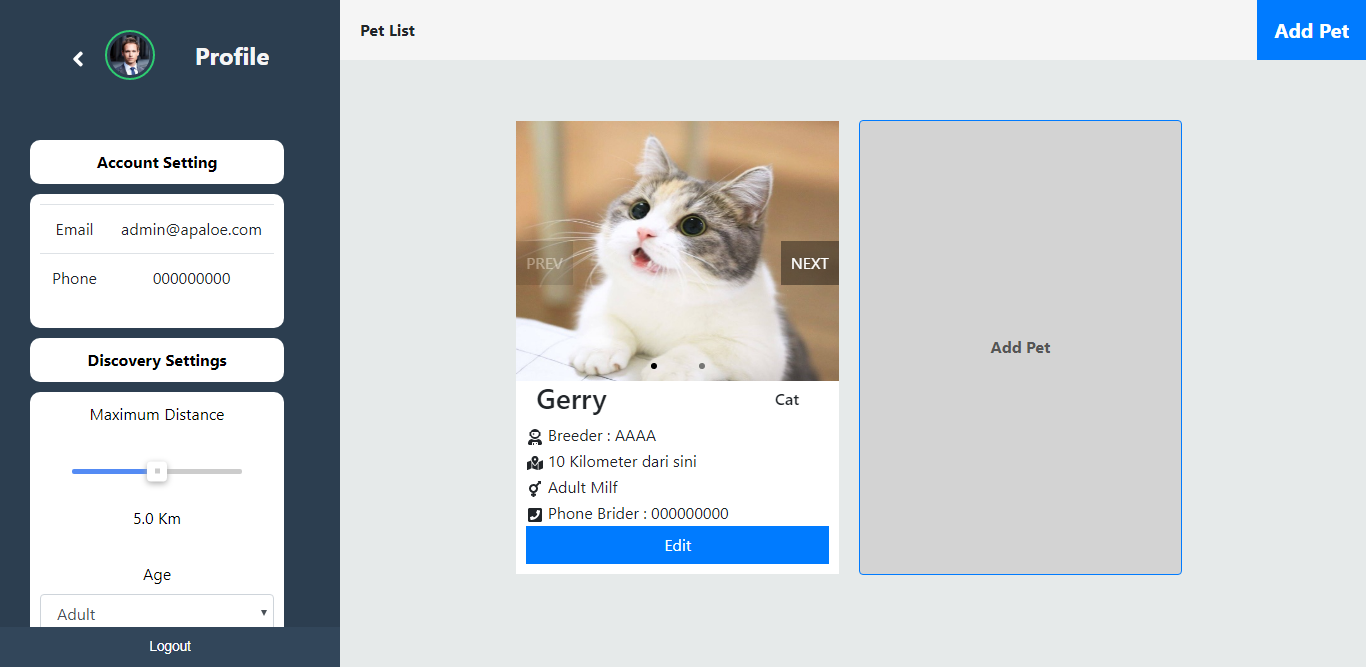 Profile
Account Setting
Email admin@apaloe.com
Phone 000000000
Discovery Settings
Maximum Distance
5.0 Km
Age
Adult
Logout
Pet List
Add Pet
PREV
NEXT
Gerry
Cat
Breeder : AAAA
10 Kilometer dari sini
Adult Milf
Phone Brider : 000000000
Edit
Add Pet